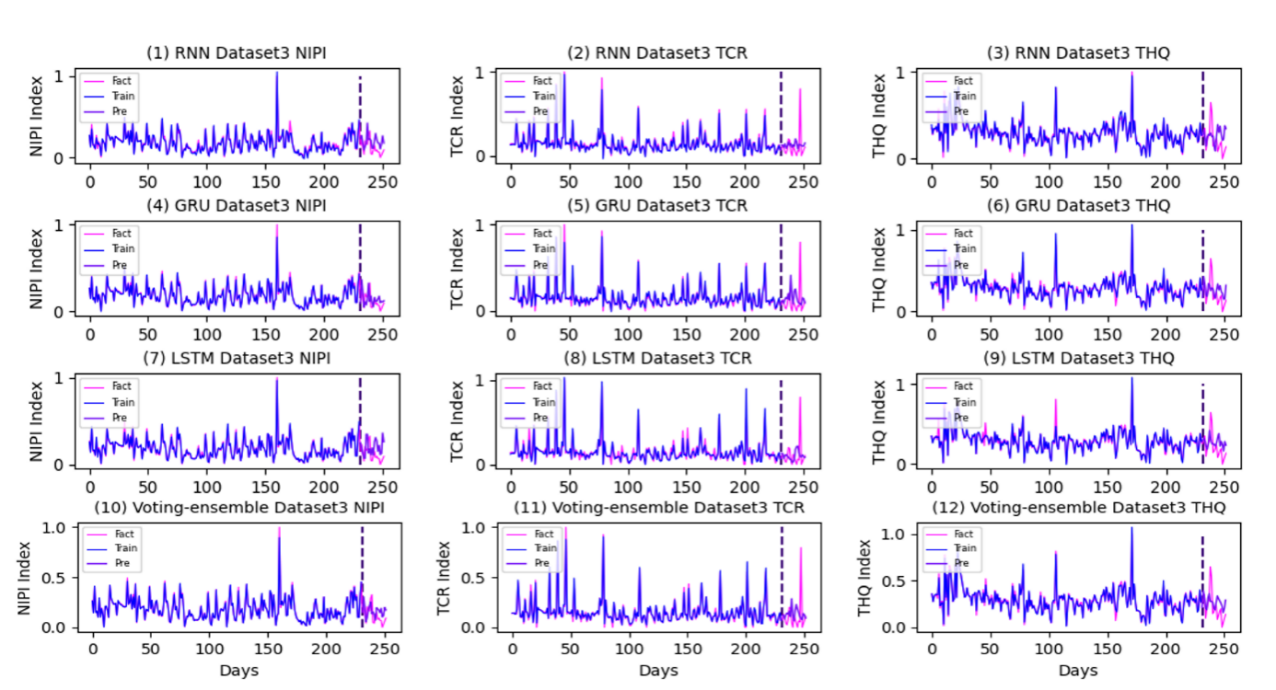 (1) RNN Dataset3 NIPI
NIPI Index
1
0
Fact
Train
Pre
0 50 100 150 200 250
(2) RNN Dataset3 TCR
TCR Index
1
0
Fact
Train
Pre
0 50 100 150 200 250
(3) RNN Dataset3 THQ
THQ Index
1
0
Fact
Train
Pre
0 50 100 150 200 250
(4) GRU Dataset3 NIPI
NIPI Index
1
0
Fact
Train
Pre
0 50 100 150 200 250
(5) GRU Dataset3 TCR
TCR Index
1
0
Fact
Train
Pre
0 50 100 150 200 250
(6) GRU Dataset3 THQ
THQ Index
1
0
Fact
Train
Pre
0 50 100 150 200 250
(7) LSTM Dataset3 NIPI
NIPI Index
1
0
Fact
Train
Pre
0 50 100 150 200 250
(8) LSTM Dataset3 TCR
TCR Index
1
0
Fact
Train
Pre
0 50 100 150 200 250
(9) LSTM Dataset3 THQ
THQ Index
1
0
Fact
Train
Pre
0 50 100 150 200 250
(10) Voting-ensemble Dataset3 NIPI
NIPI Index
1.0
0.5
0.0
Fact
Train
Pre
0 50 100 150 200 250
Days
(11) Voting-ensemble Dataset3 TCR
TCR Index
1.0
0.5
0.0
Fact
Train
Pre
0 50 100 150 200 250
Days
(12) Voting-ensemble Dataset3 THQ
THQ Index
1.0
0.5
0.0
Fact
Train
Pre
0 50 100 150 200 250
Days